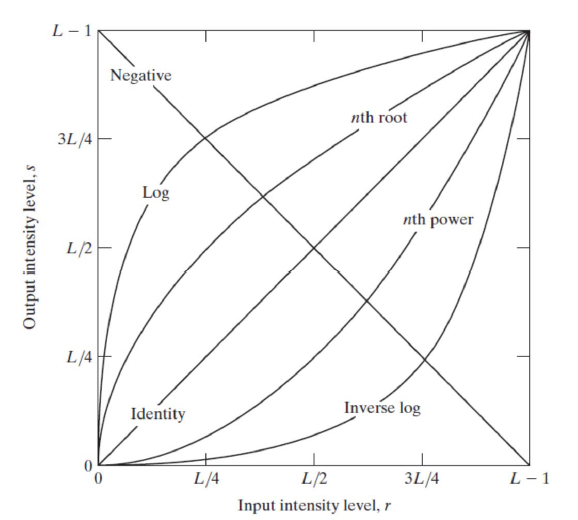 L − 1
Negative
nth root
3L/4
Log
nth power
L/2
Output intensity level, s
L/4
Identity
Inverse log
0
0
L/4
L/2
3L/4
L − 1
Input intensity level, r